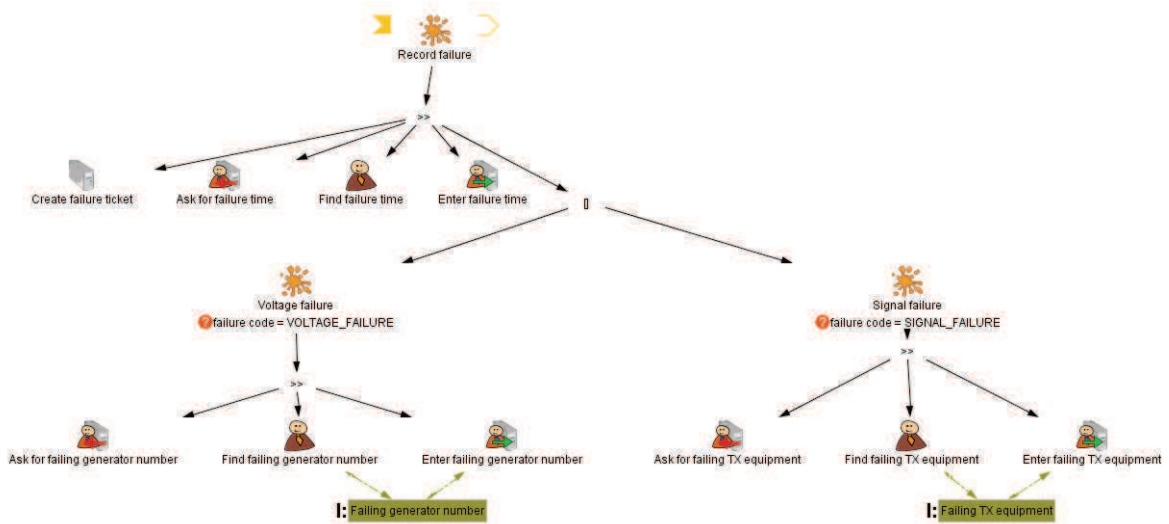 Record failure
>>
Create failure ticket
Ask for failure time
Find failure time
Enter failure time
[]
Voltage failure
?failure code = VOLTAGE_FAILURE
Signal failure
?failure code = SIGNAL_FAILURE
>>
>>
Ask for failing generator number
Find failing generator number
Enter failing generator number
Ask for failing TX equipment
Find failing TX equipment
Enter failing TX equipment
I: Failing generator number
I: Failing TX equipment